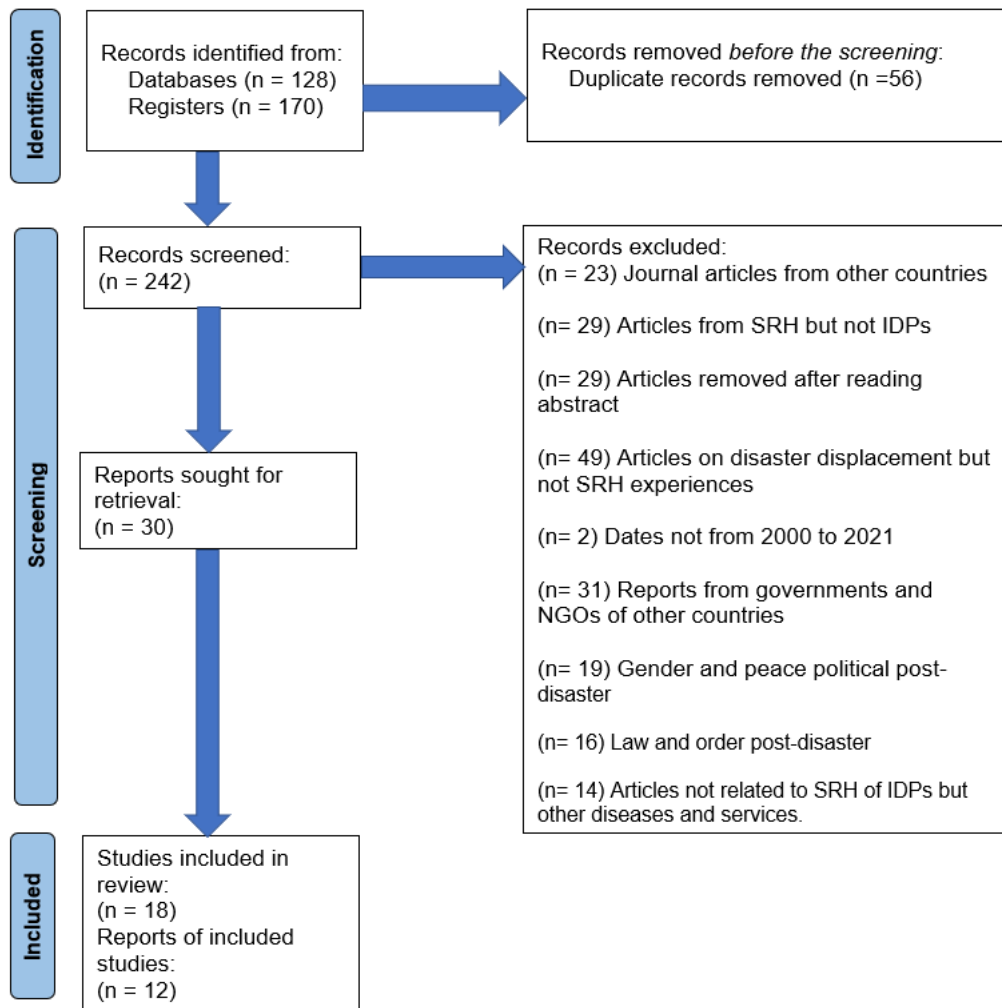 Identification
Records identified from:
Databases (n = 128)
Registers (n = 170)
Records removed before the screening:
Duplicate records removed (n =56)
Screening
Records screened:
(n = 242)
Records excluded:
(n = 23) Journal articles from other countries
(n= 29) Articles from SRH but not IDPs
(n= 29) Articles removed after reading
abstract
(n= 49) Articles on disaster displacement but
not SRH experiences
(n= 2) Dates not from 2000 to 2021
(n= 31) Reports from governments and
NGOs of other countries
(n= 19) Gender and peace political post-
disaster
(n= 16) Law and order post-disaster
(n= 14) Articles not related to SRH of IDPs but
other diseases and services.
Reports sought for
retrieval:
(n = 30)
Included
Studies included in
review:
(n = 18)
Reports of included
studies:
(n = 12)